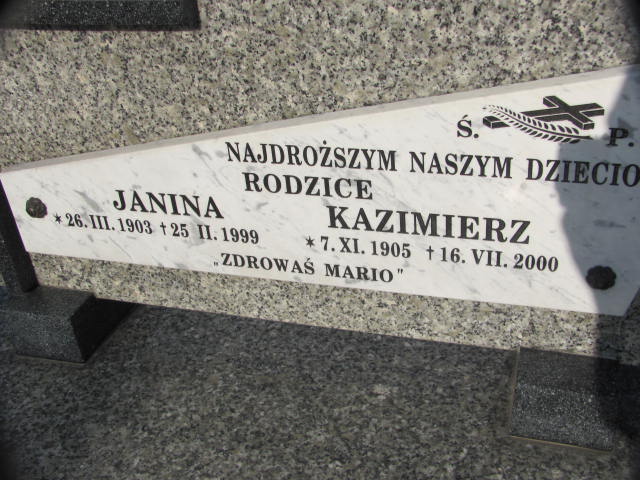 Ś. P.
NAJDROŻSZYM NASZYM DZIECIO
RODZICE
JANINA
* 26. III. 1903 † 25 II. 1999
KAZIMIERZ
* 7. XI. 1905 † 16. VII. 2000
„ZDROWAŚ MARIO"